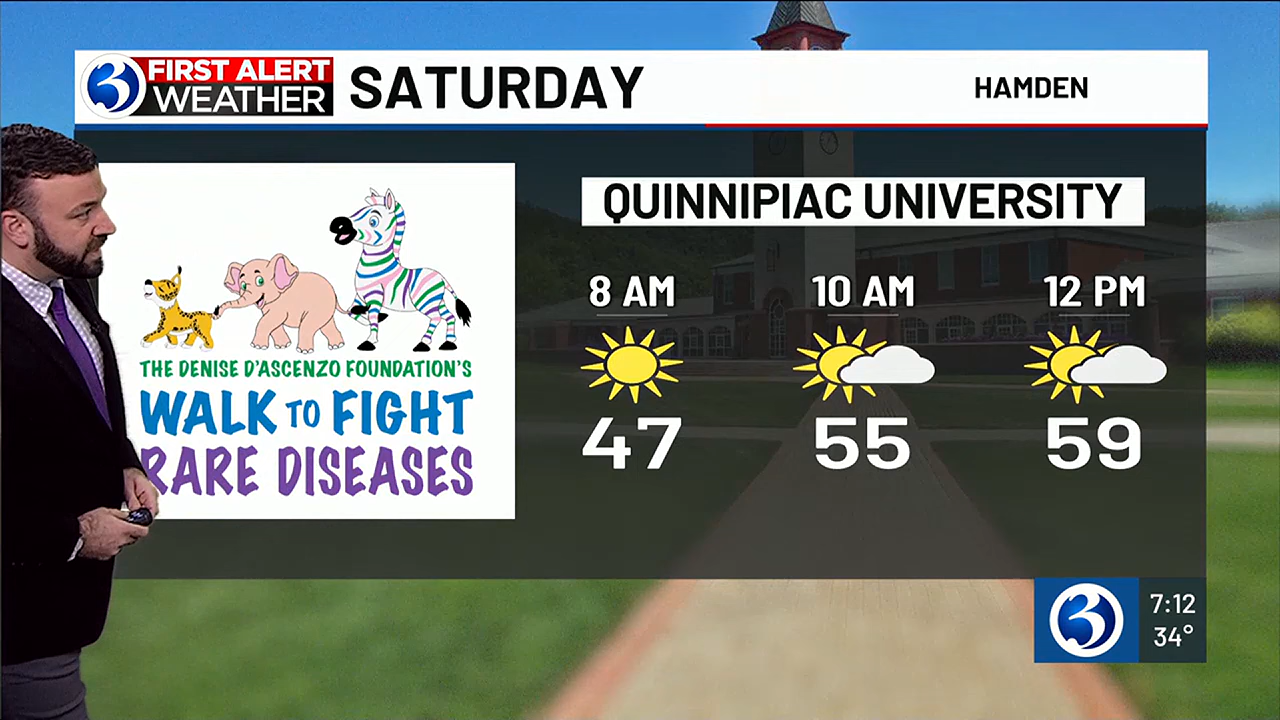 3 FIRST ALERT
WEATHER
SATURDAY
HAMDEN
THE DENISE D'ASCENZO FOUNDATION'S
WALK TO FIGHT
RARE DISEASES
QUINNIPIAC UNIVERSITY
8 AM
10 AM
12 PM
47
55
59
3
7:12
34°